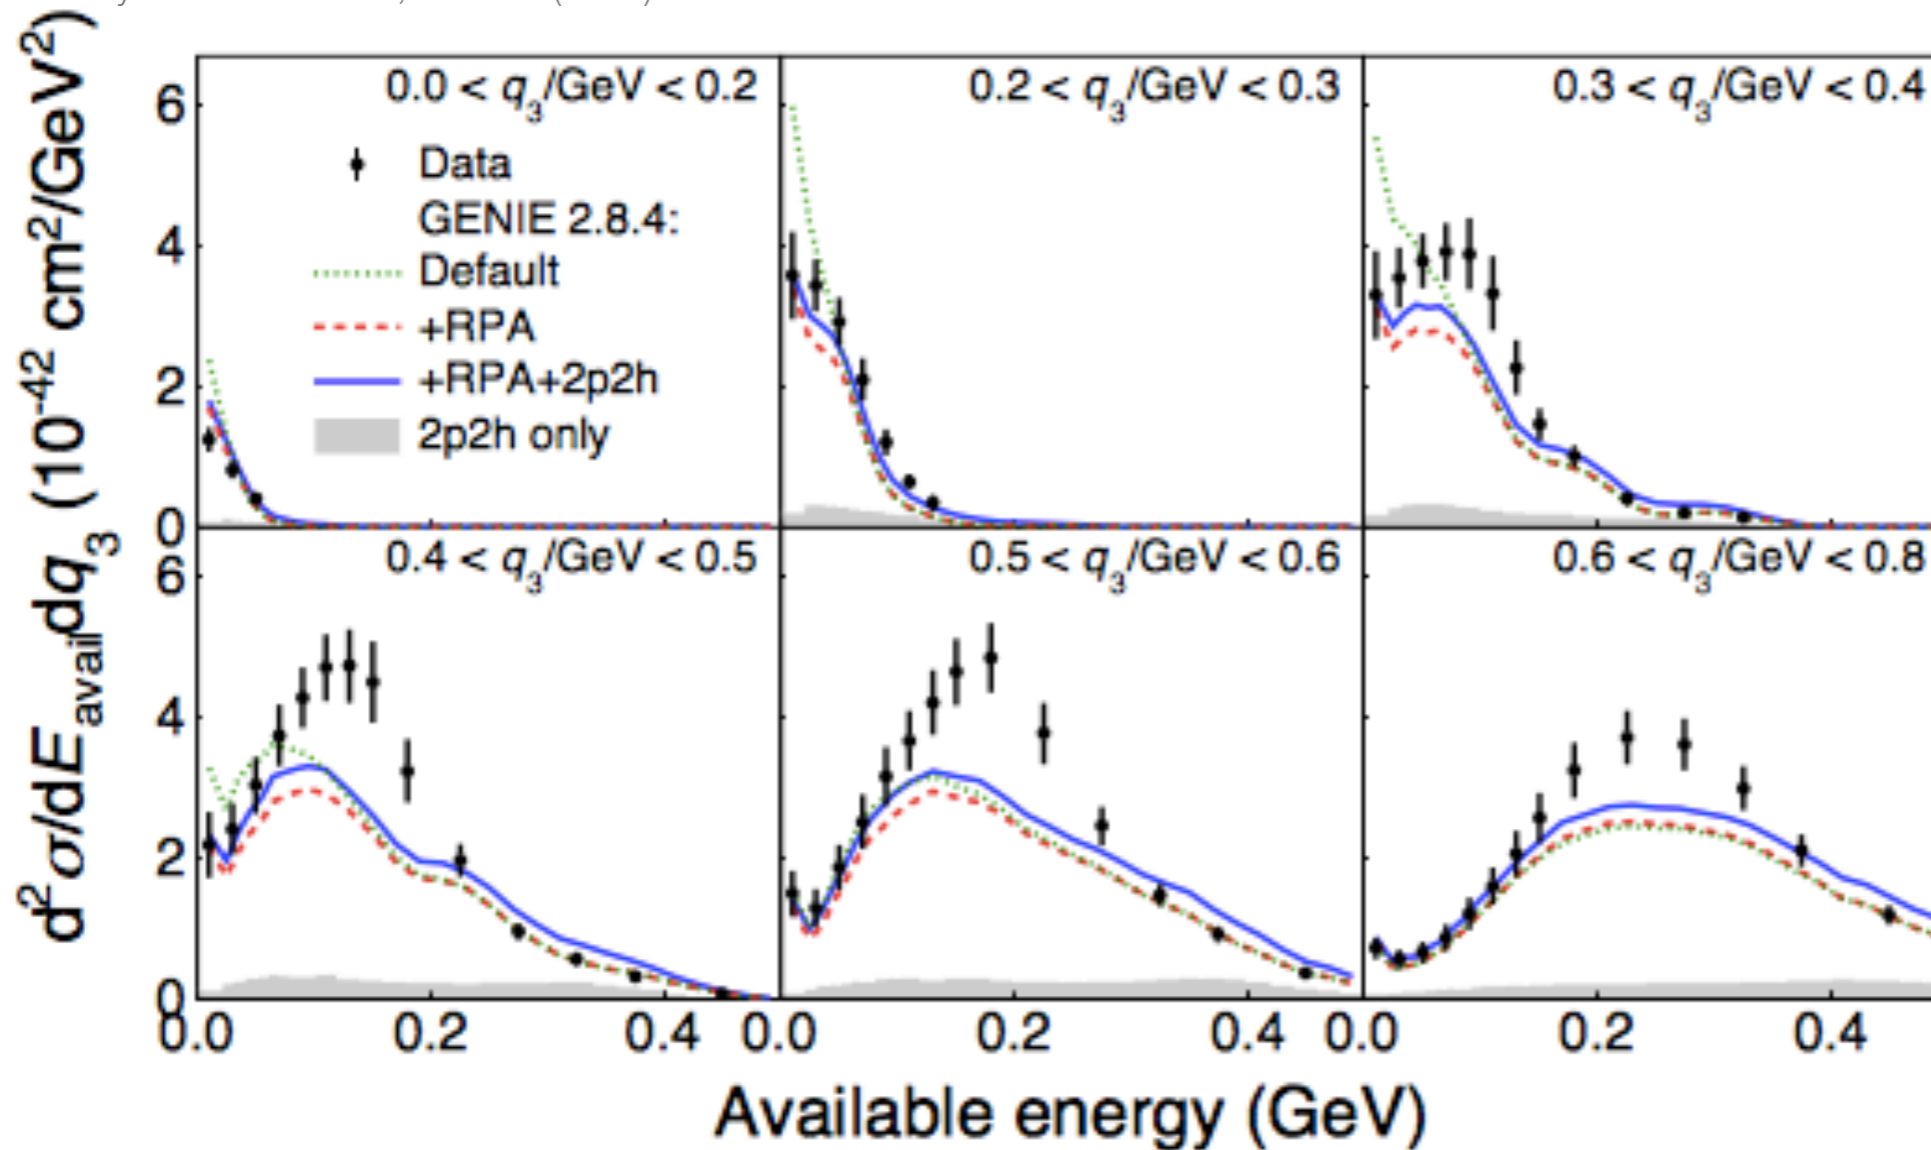 d²σ/dE_avail dq₃ (10⁻⁴² cm²/GeV²)
0.0 < q₃/GeV < 0.2
0.2 < q₃/GeV < 0.3
0.3 < q₃/GeV < 0.4
6
4
2
0
Data
GENIE 2.8.4:
Default
+RPA
+RPA+2p2h
2p2h only
0.4 < q₃/GeV < 0.5
0.5 < q₃/GeV < 0.6
0.6 < q₃/GeV < 0.8
6
4
2
0
0.0 0.2 0.4 0.0 0.2 0.4 0.0 0.2 0.4
Available energy (GeV)